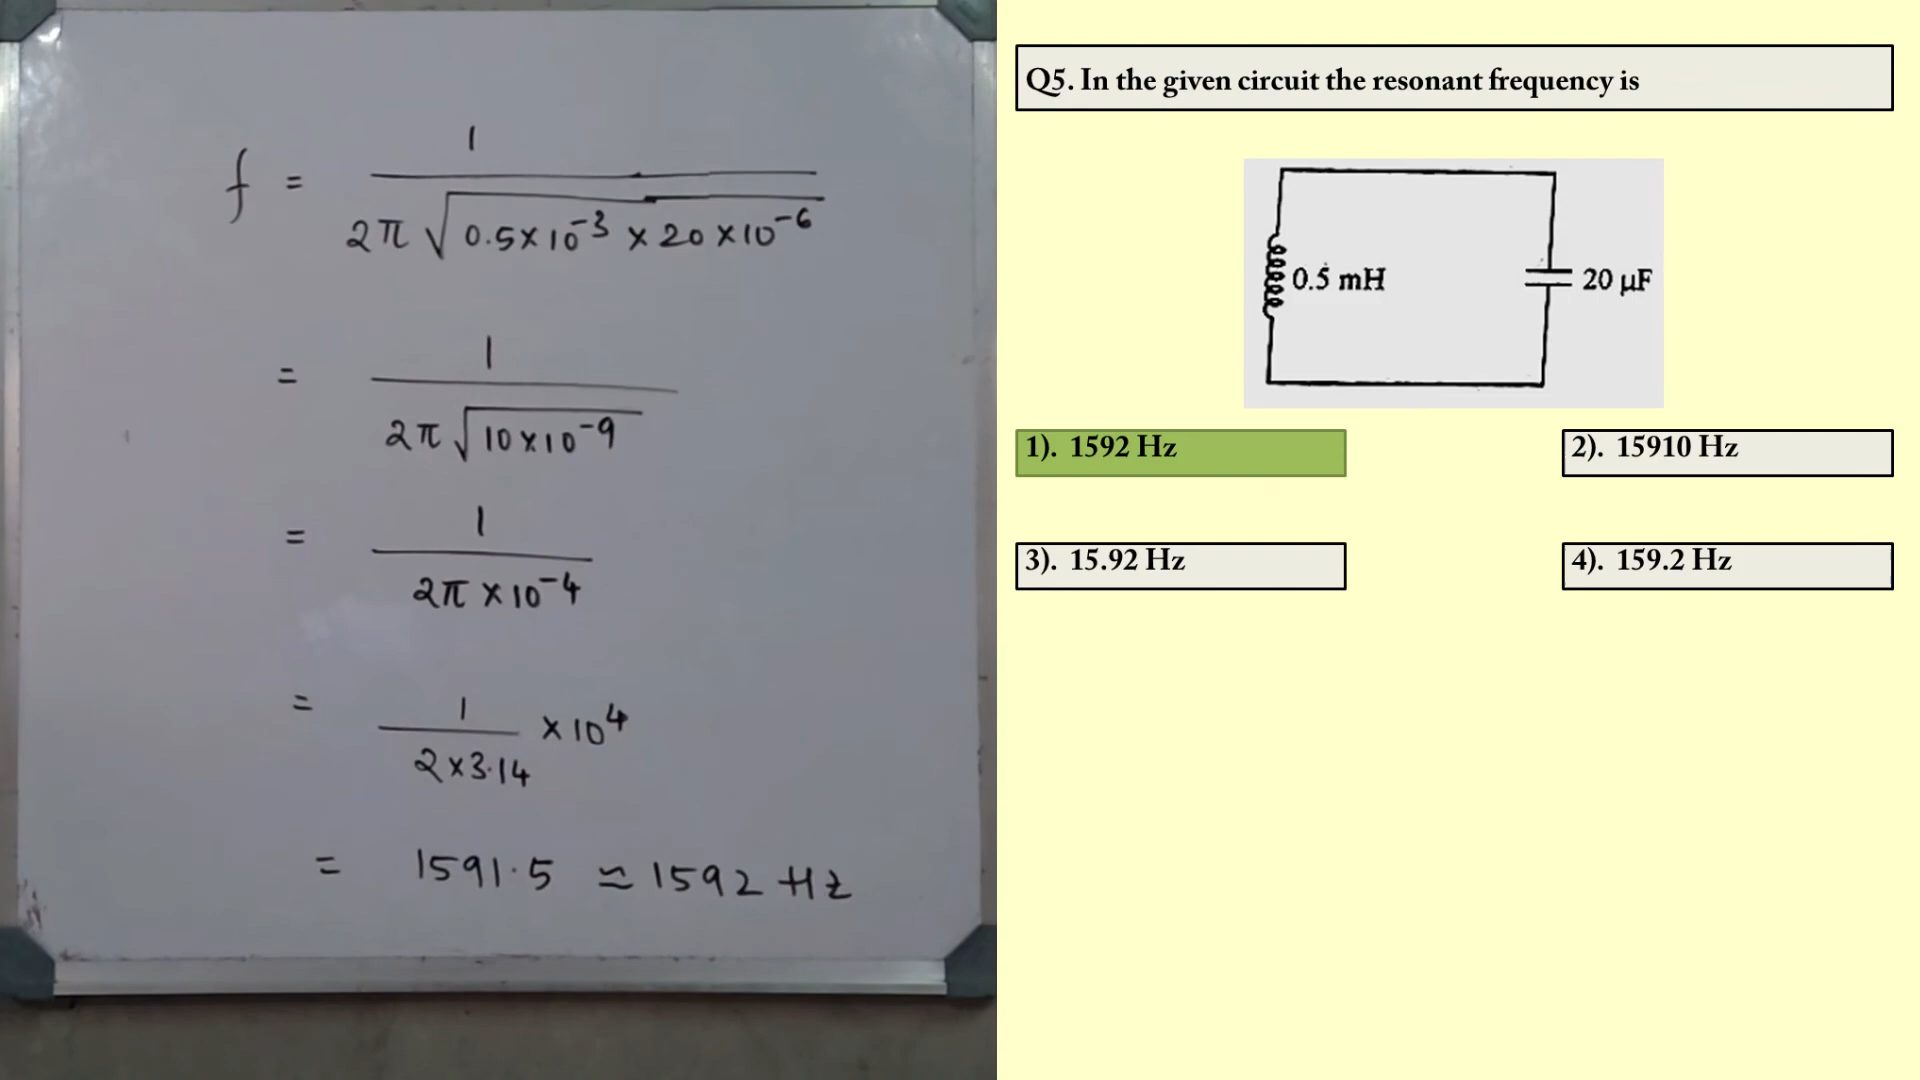 f = 1 / 2π √0.5×10⁻³ × 20×10⁻⁶
= 1 / 2π √10×10⁻⁹
= 1 / 2π ×10⁻⁴
= 1 / 2×3.14 ×10⁴
= 1591.5 ≈ 1592 Hz
Q5. In the given circuit the resonant frequency is
0.5 mH
20 µF
1). 1592 Hz
2). 15910 Hz
3). 15.92 Hz
4). 159.2 Hz